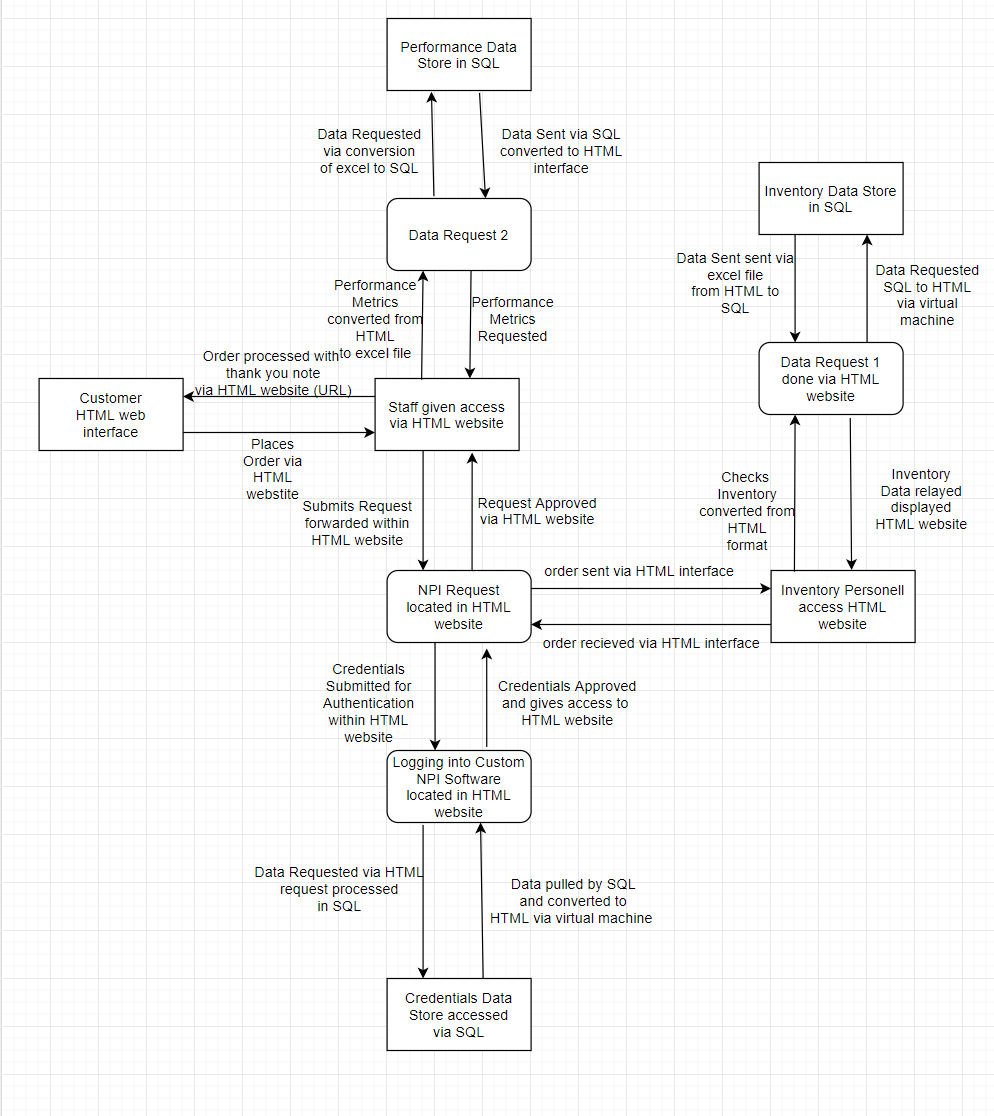 Performance Data
Store in SQL
Data Requested
via conversion
of excel to SQL
Data Sent via SQL
converted to HTML
interface
Inventory Data Store
in SQL
Data Request 2
Data Sent sent via
excel file
from HTML to
SQL
Data Requested
SQL to HTML
via virtual
machine
Performance
Metrics
converted from
HTML
to excel file
Performance
Metrics
Requested
Data Request 1
done via HTML
website
Order processed with
thank you note
via HTML website (URL)
Customer
HTML web
interface
Staff given access
via HTML website
Places
Order via
HTML
webstite
Checks
Inventory
converted from
HTML
format
Inventory
Data relayed
displayed
HTML website
Submits Request
forwarded within
HTML website
Request Approved
via HTML website
NPI Request
located in HTML
website
order sent via HTML interface
Inventory Personell
access HTML
website
order recieved via HTML interface
Credentials
Submitted for
Authentication
within HTML
website
Credentials Approved
and gives access to
HTML website
Logging into Custom
NPI Software
located in HTML
website
Data Requested via HTML
request processed
in SQL
Data pulled by SQL
and converted to
HTML via virtual machine
Credentials Data
Store accessed
via SQL